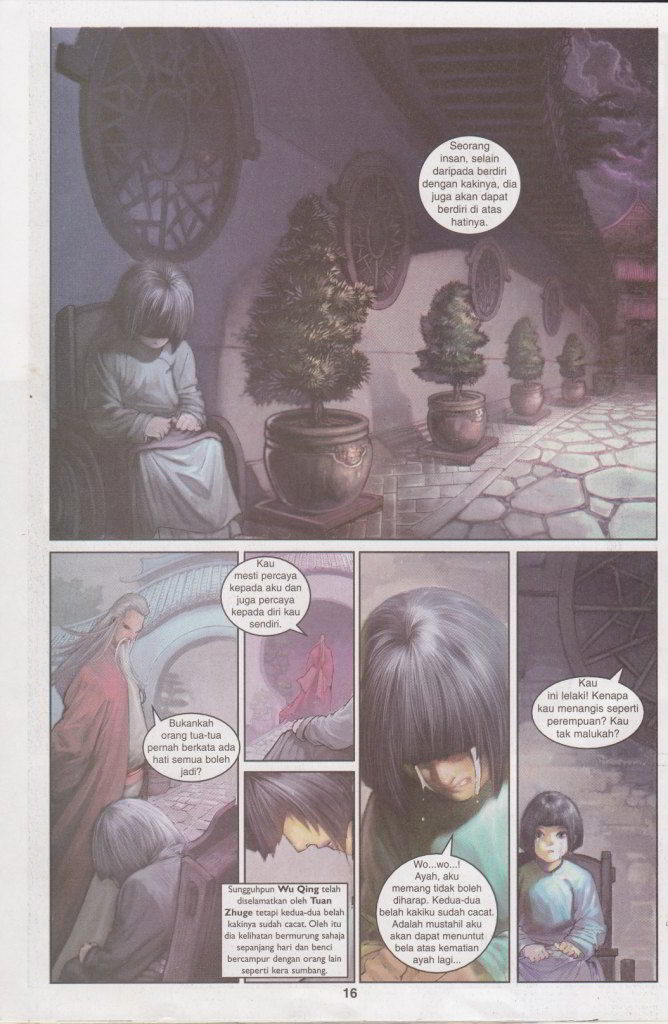 Seorang
insan, selain
daripada berdiri
dengan kakinya, dia
juga akan dapat
berdiri di atas
hatinya.
Bukankah
orang tua-tua
pernah berkata ada
hati semua boleh
jadi?
Kau
mesti percaya
kepada aku dan
juga percaya
kepada diri kau
sendiri.
Sungguhpun Wu Qing telah
diselamatkan oleh Tuan
Zhuge tetapi kedua-dua belah
kakinya sudah cacat. Oleh itu
dia kelihatan bermurung sahaja
sepanjang hari dan benci
bercampur dengan orang lain
seperti kera sumbang.
Wo...wo...!
Ayah, aku
memang tidak boleh
diharap. Kedua-dua
belah kakiku sudah cacat.
Adalah mustahil aku
akan dapat menuntut
bela atas kematian
ayah lagi...
Kau
ini lelaki! Kenapa
kau menangis seperti
perempuan? Kau
tak malukah?
16